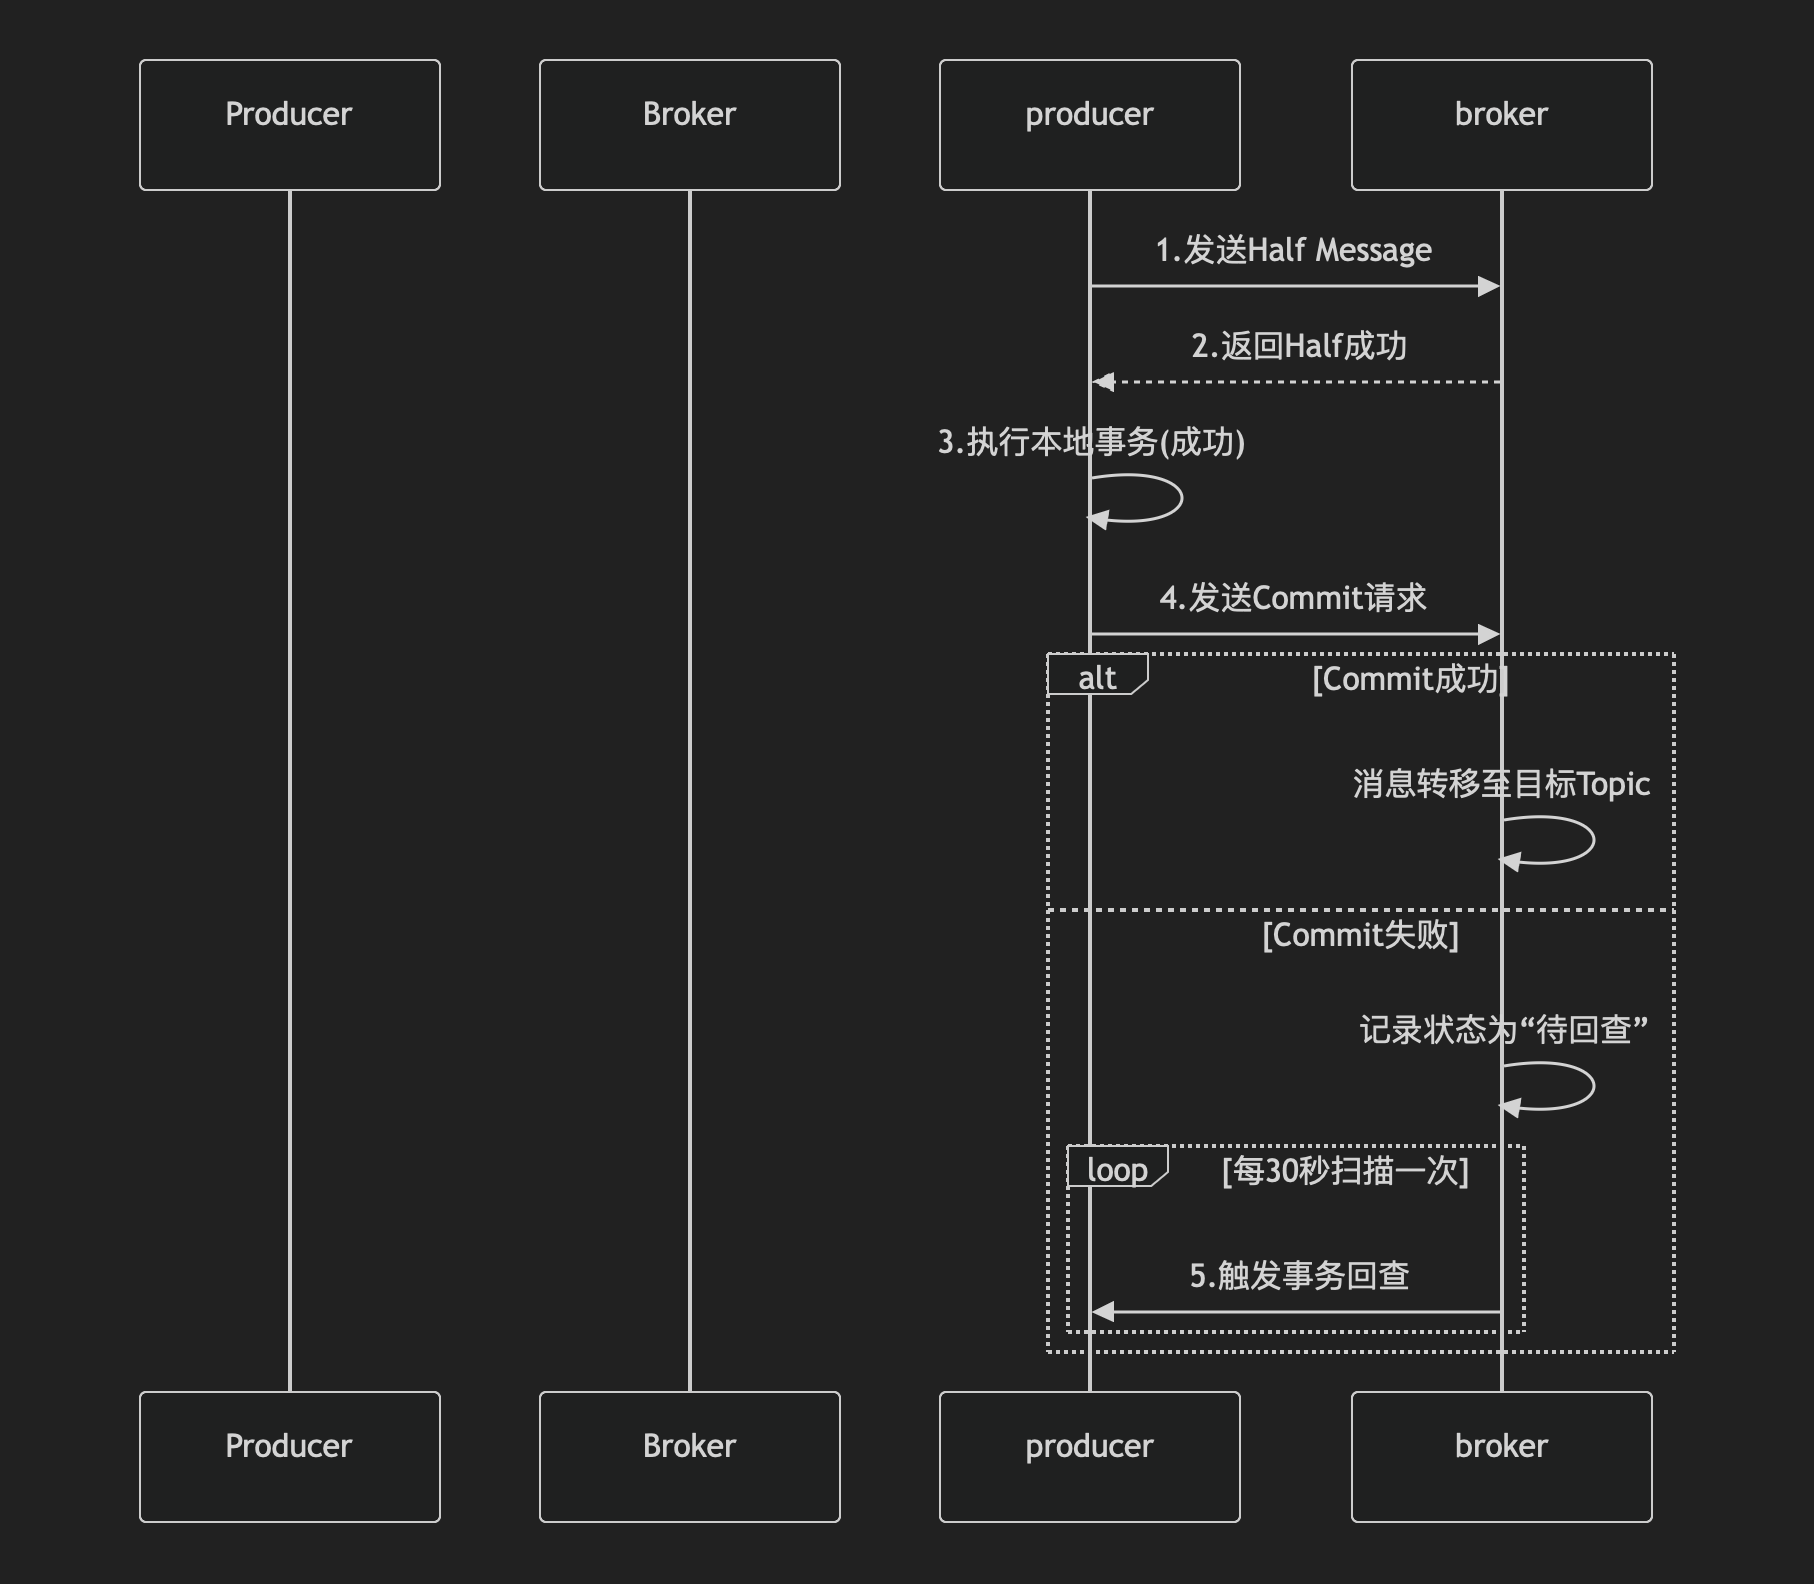 Producer
Broker
producer
broker
1.发送Half Message
2.返回Half成功
3.执行本地事务(成功)
4.发送Commit请求
alt
[Commit成功]
消息转移至目标Topic
[Commit失败]
记录状态为“待回查”
loop
[每30秒扫描一次]
5.触发事务回查
Producer
Broker
producer
broker